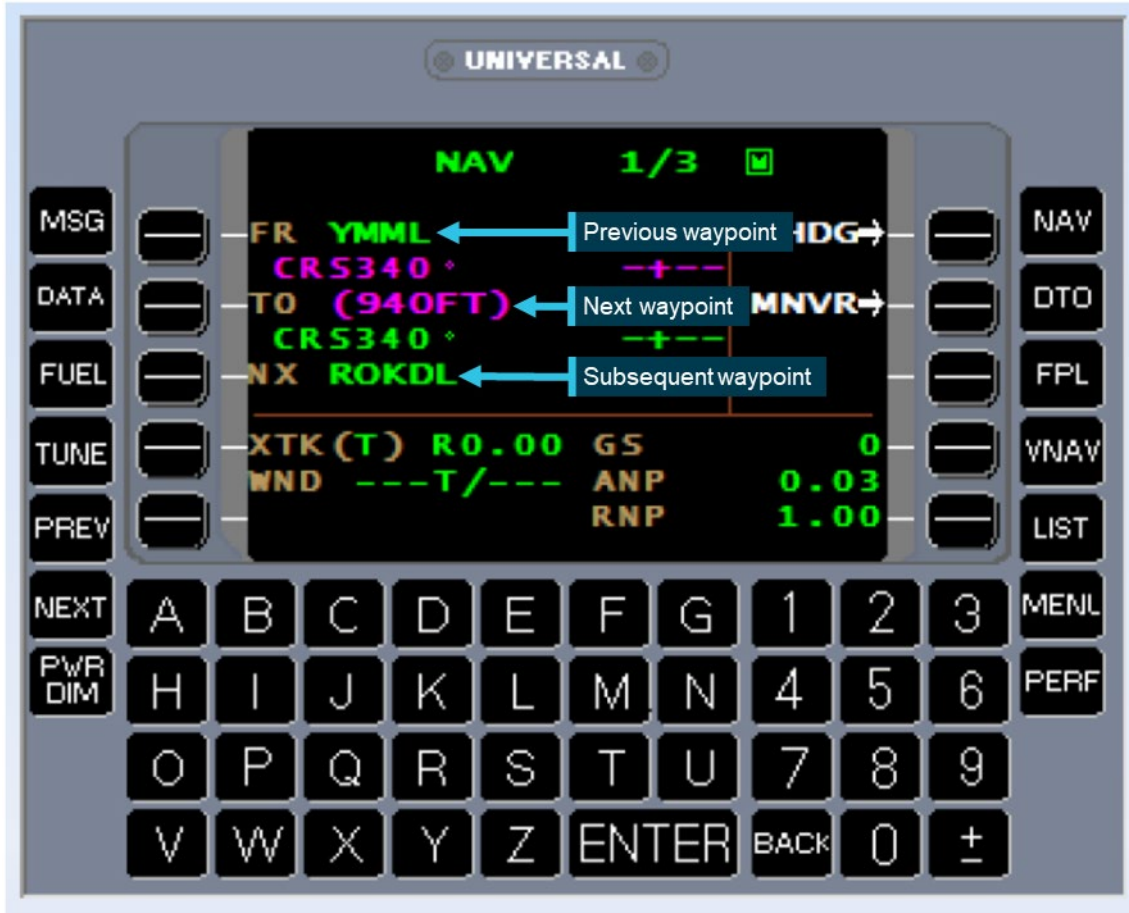 UNIVERSAL
NAV 1/3 M
MSG FR YMML Previous waypoint HDG→ NAV
CRS340° -+--
DATA TO (940FT) Next waypoint MNVR→ DTO
CRS340° -+--
FUEL NX ROKDL Subsequent waypoint FPL
TUNE XTK(T) R0.00 GS 0 VNAV
WND ---T/--- ANP 0.03
PREV RNP 1.00 LIST
NEXT A B C D E F G 1 2 3 MENU
PWR DIM H I J K L M N 4 5 6 PERF
O P Q R S T U 7 8 9
V W X Y Z ENTER BACK 0 ±